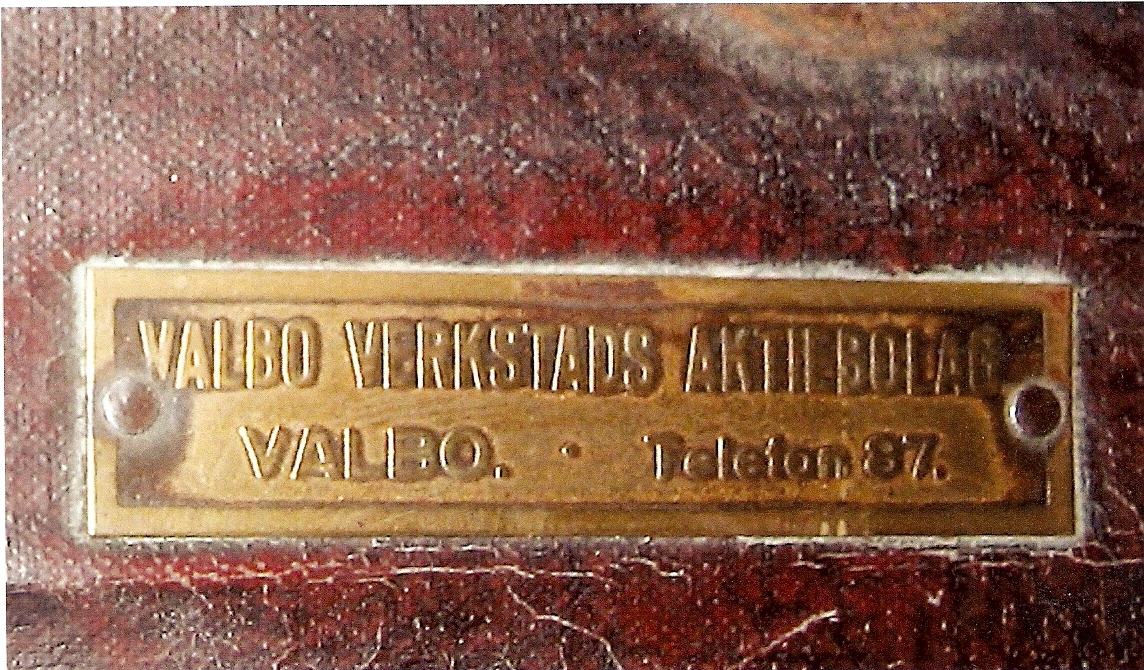 VALBO VERKSTADS AKTIEBOLAG
VALBO. · Telefon 87.